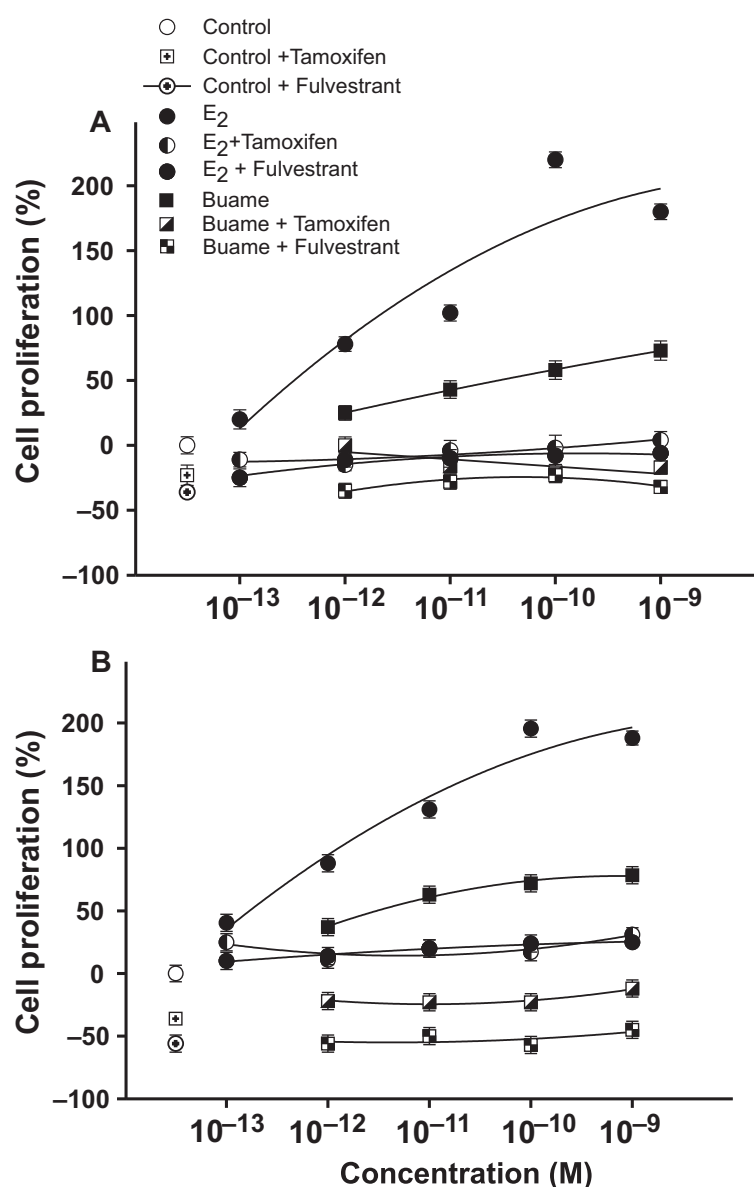 Control
Control +Tamoxifen
Control + Fulvestrant
E2
E2+Tamoxifen
E2 + Fulvestrant
Buame
Buame + Tamoxifen
Buame + Fulvestrant
A
Cell proliferation (%)
200
150
100
50
0
–50
–100
10–13 10–12 10–11 10–10 10–9
B
Cell proliferation (%)
200
150
100
50
0
–50
–100
10–13 10–12 10–11 10–10 10–9
Concentration (M)